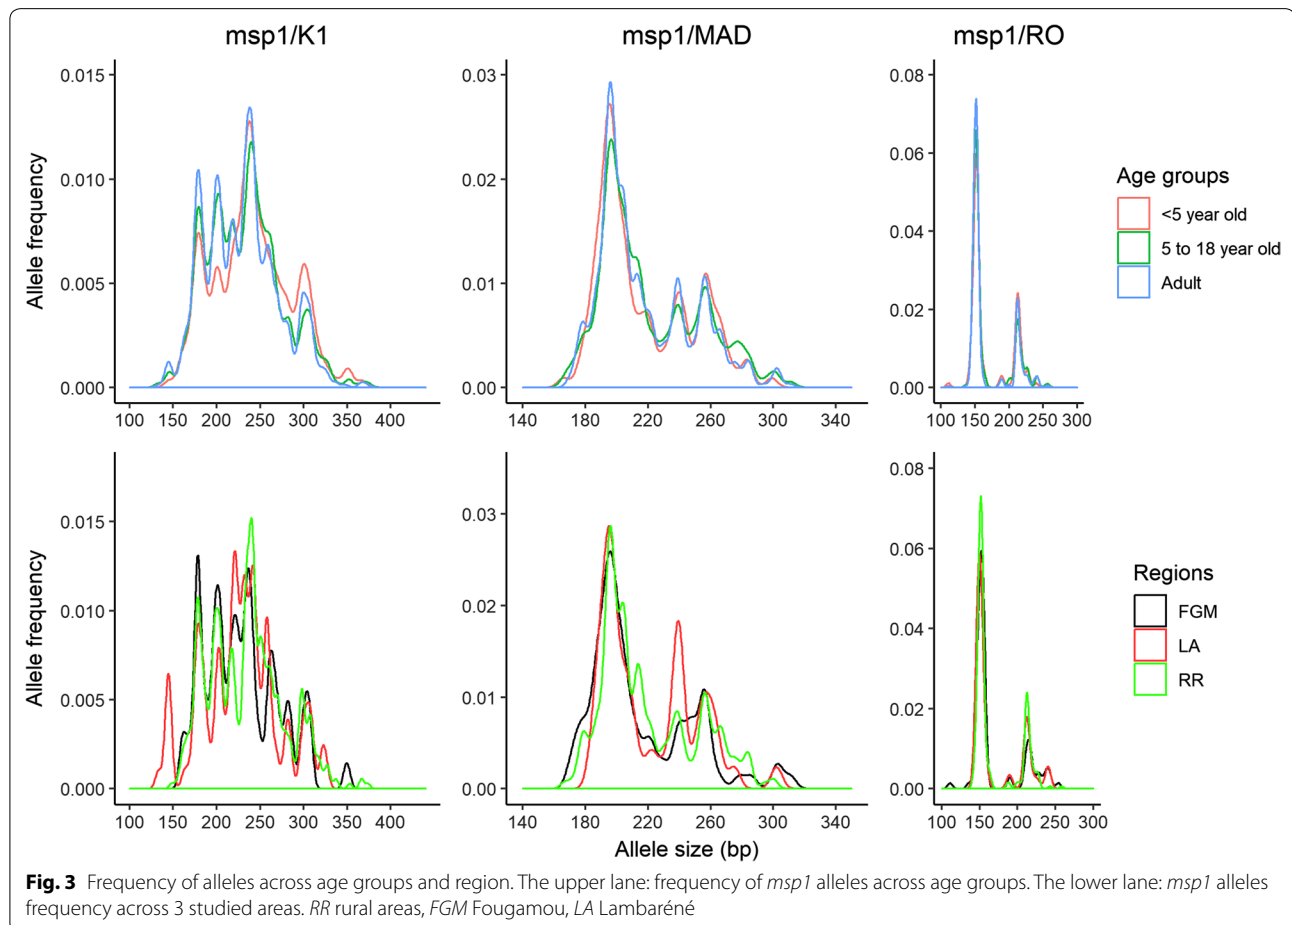 msp1/K1 msp1/MAD msp1/RO
0.015 0.03 0.08
0.010 0.02 0.06
0.005 0.01 0.04
0.000 0.00 0.02
0.00
Allele frequency
100 150 200 250 300 350 400
140 180 220 260 300 340
100 150 200 250 300
Age groups
<5 year old
5 to 18 year old
Adult
0.015 0.03 0.08
0.010 0.02 0.06
0.005 0.01 0.04
0.000 0.00 0.02
0.00
Allele frequency
100 150 200 250 300 350 400
140 180 220 260 300 340
100 150 200 250 300
Allele size (bp)
Regions
FGM
LA
RR
Fig. 3 Frequency of alleles across age groups and region. The upper lane: frequency of msp1 alleles across age groups. The lower lane: msp1 alleles
frequency across 3 studied areas. RR rural areas, FGM Fougamou, LA Lambaréné